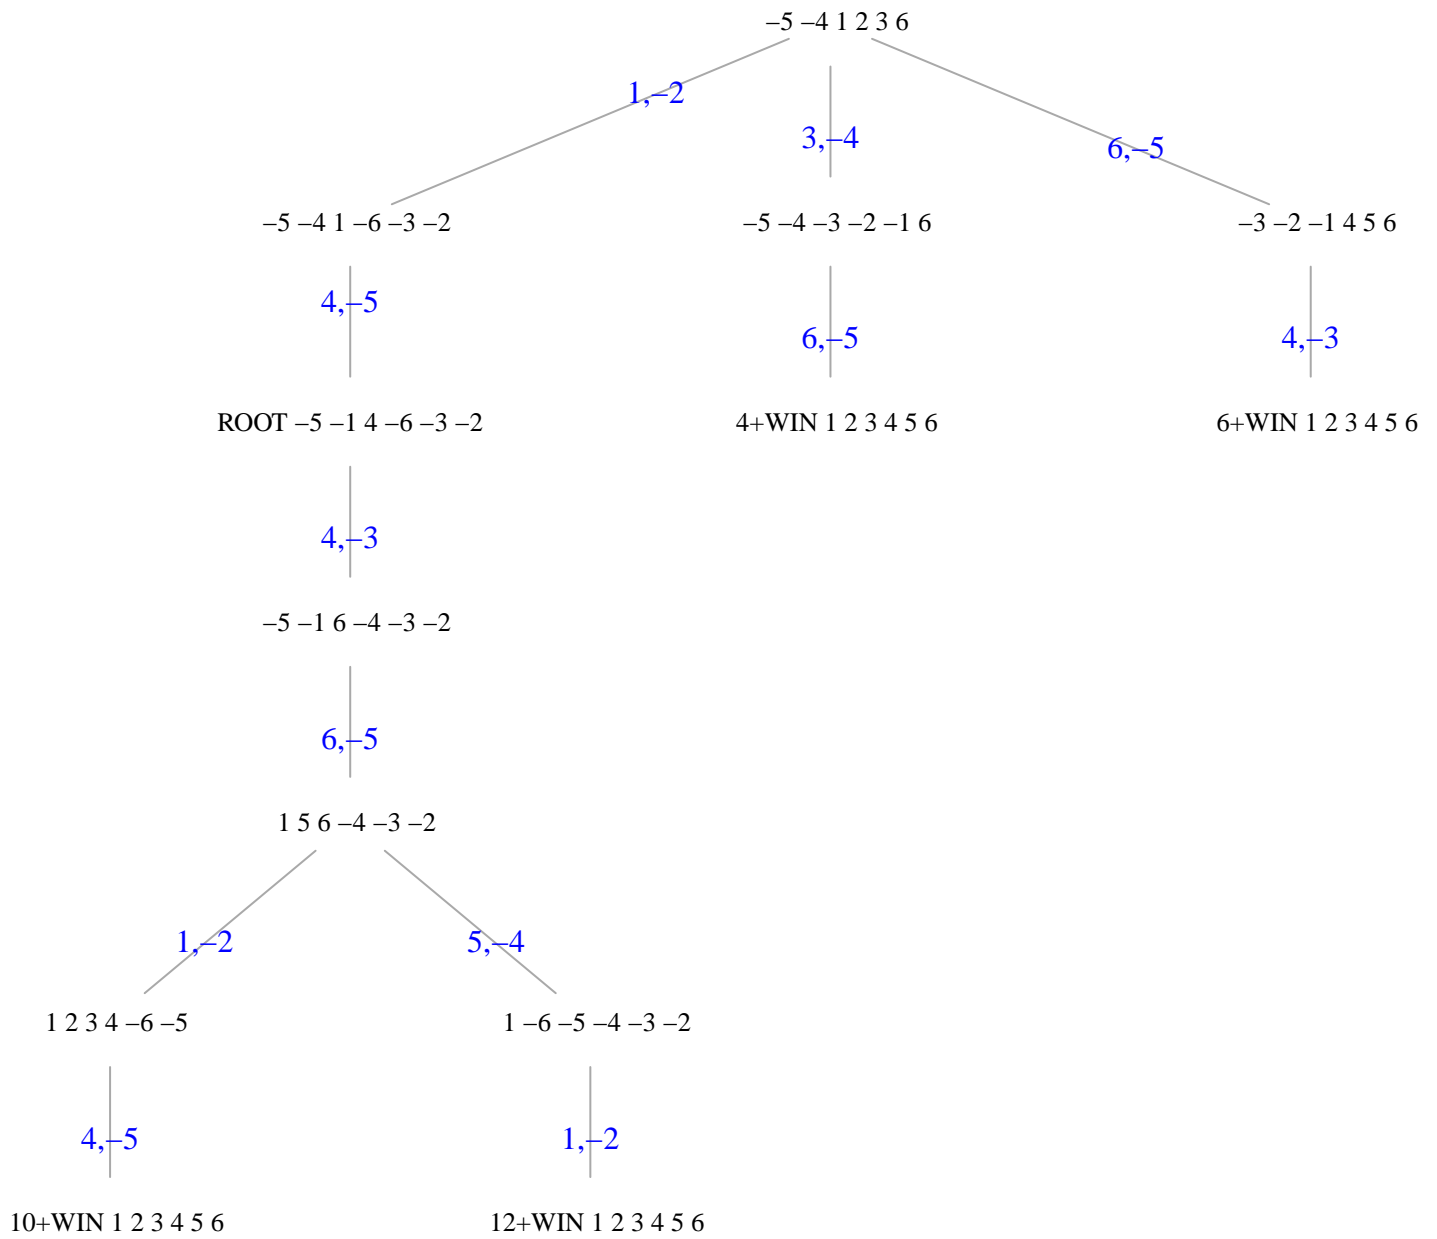 –5 –4 1 2 3 6
1,–2
3,–4
6,–5
–5 –4 1 –6 –3 –2
–5 –4 –3 –2 –1 6
–3 –2 –1 4 5 6
4,–5
6,–5
4,–3
ROOT –5 –1 4 –6 –3 –2
4+WIN 1 2 3 4 5 6
6+WIN 1 2 3 4 5 6
4,–3
–5 –1 6 –4 –3 –2
6,–5
1 5 6 –4 –3 –2
1,–2
5,–4
1 2 3 4 –6 –5
1 –6 –5 –4 –3 –2
4,–5
1,–2
10+WIN 1 2 3 4 5 6
12+WIN 1 2 3 4 5 6